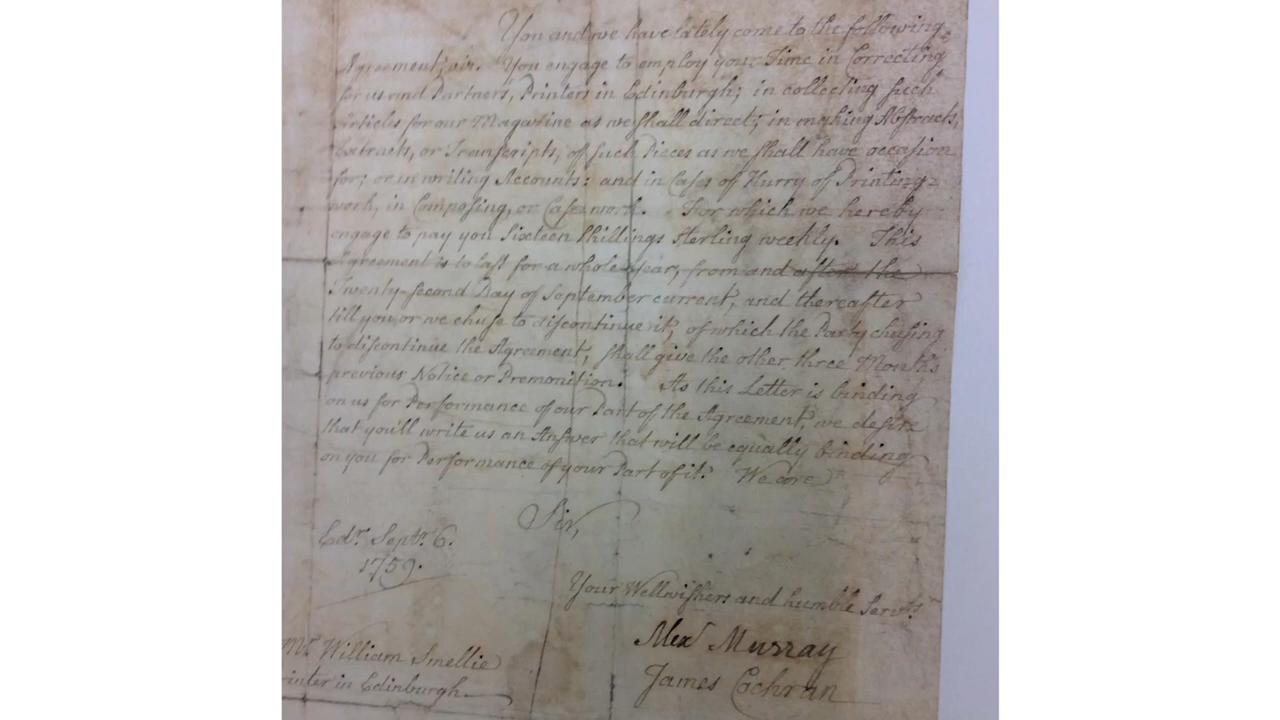 You and we have lately come to the following
Agreement; viz. You engage to employ your Time in Correcting
for us and Partners, Printers in Edinburgh; in collecting such
Articles for our Magazine as we shall direct; in making Abstracts,
Extracts, or Transcripts, of such Pieces as we shall have occasion
for; or in writing Accounts: and in Cases of Hurry of Printing-
work, in Composing, or Case work. For which we hereby
engage to pay you Sixteen Shillings Sterling weekly. This
Agreement is to last for a whole year, from and after the
Twenty-second Day of September current, and thereafter
till you or we chuse to discontinue it, of which the Party chusing
to discontinue the Agreement, shall give the other three Months
previous Notice or Premonition. As this Letter is binding
on us for Performance of our Part of the Agreement, we desire
that you'll write us an Answer that will be equally binding
on you for Performance of your Part of it. We are
Sir,
Edr. Septr. 6.
1759.
Your Wellwishers and humble Servts.
Alexr Murray
James Cochran
Mr. William Smellie
Printer in Edinburgh.